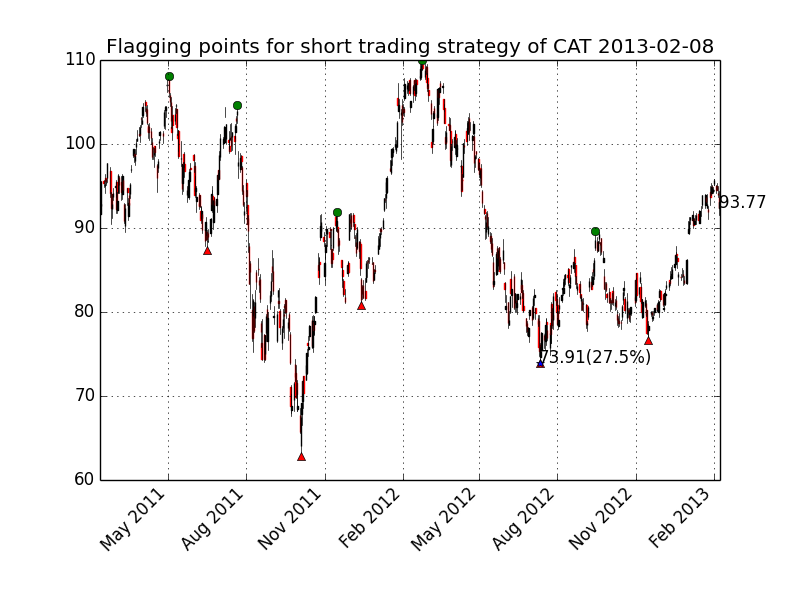 Flagging points for short trading strategy of CAT 2013-02-08
110
100
90
80
70
60
93.77
73.91(27.5%)
May 2011
Aug 2011
Nov 2011
Feb 2012
May 2012
Aug 2012
Nov 2012
Feb 2013